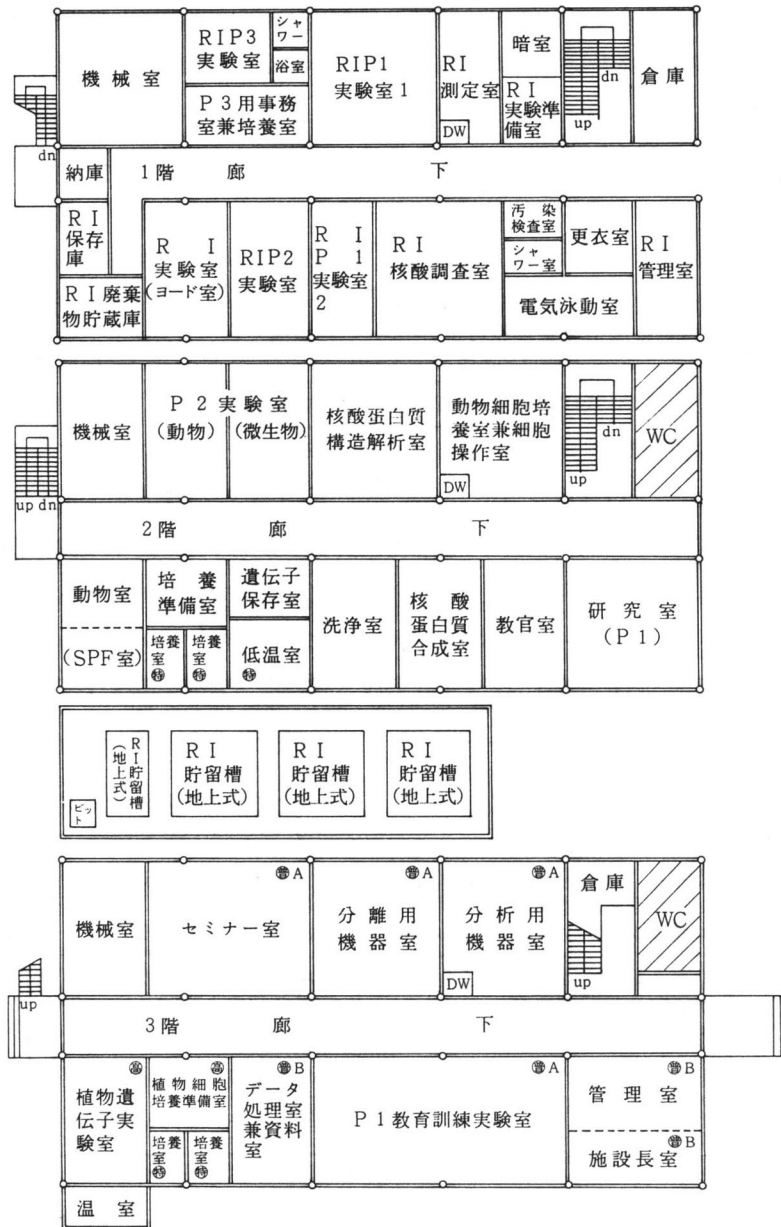 機械室
RIP3
実験室
シャワー
浴室
P3用事務
室兼培養室
RIP1
実験室1
RI
測定室
DW
暗室
RI
実験準
備室
dn
up
倉庫
dn
納庫
1階 廊 下
RI
保存
庫
RI廃棄
物貯蔵庫
RI
実験室
(ヨード室)
RIP2
実験室
RI
P1
実験室
2
RI
核酸調査室
汚染
検査室
シャ
ワー室
更衣室
電気泳動室
RI
管理室
機械室
P2実験室
(動物)
(微生物)
核酸蛋白質
構造解析室
動物細胞培
養室兼細胞
操作室
DW
dn
up
WC
up dn
2階 廊 下
動物室
(SPF室)
培養
準備室
培養
室㊕
培養
室㊕
遺伝子
保存室
低温室
㊕
洗浄室
核酸
蛋白質
合成室
教官室
研究室
(P1)
ピット
RI貯留槽
(地上式)
RI
貯留槽
(地上式)
RI
貯留槽
(地上式)
RI
貯留槽
(地上式)
機械室
セミナー室
A
分離用
機器室
A
分析用
機器室
A
DW
倉庫
up
WC
up
3階 廊 下
植物遺
伝子実
験室
高
植物細胞
培養準備室
高
培養
室㊕
培養
室㊕
データ
処理室
兼資料
室
B
P1教育訓練実験室
A
管理室
B
施設長室
B
温室